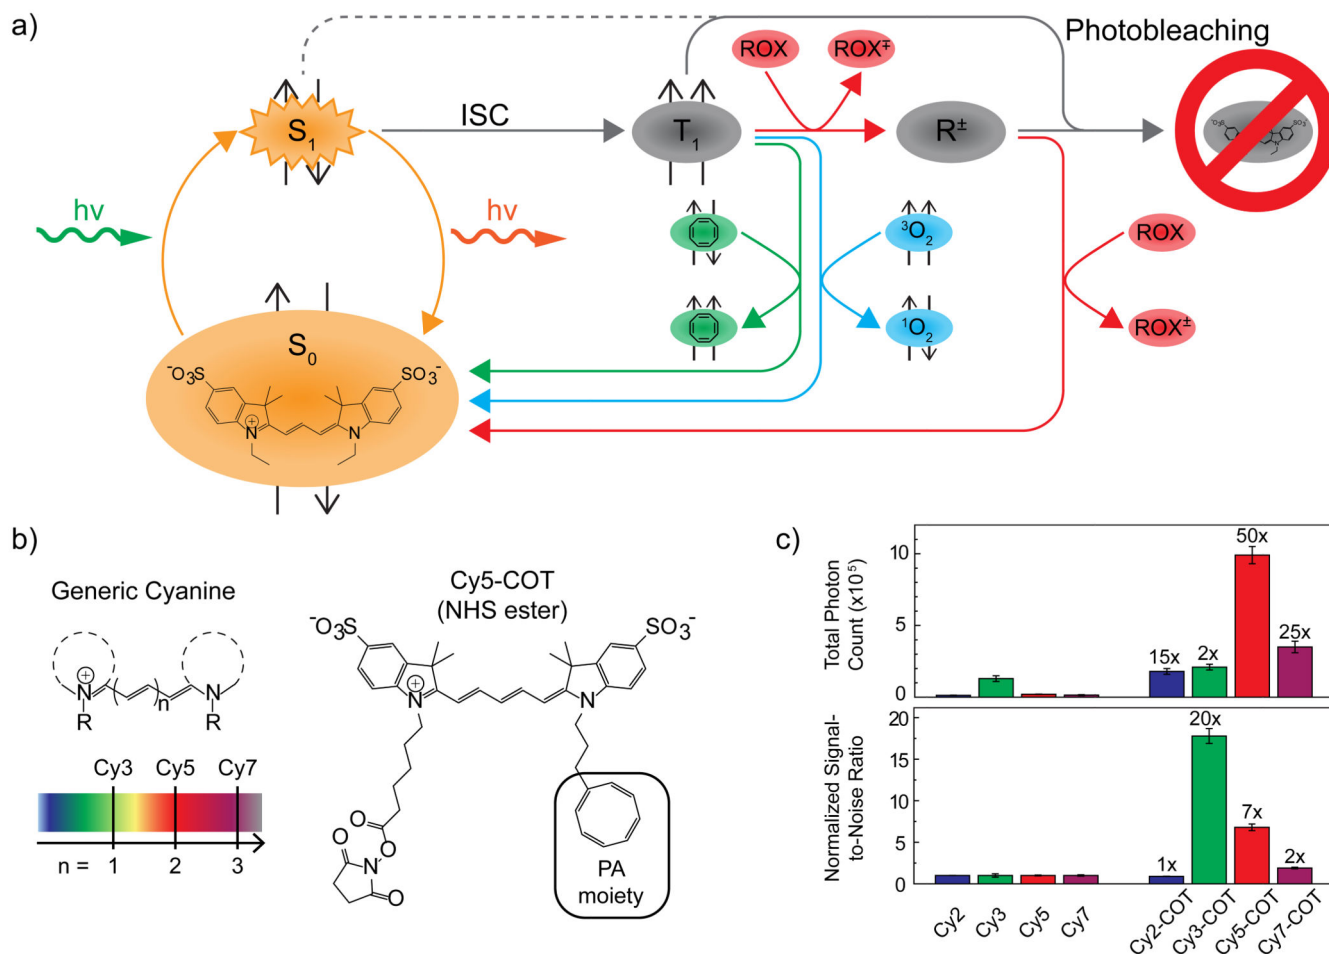 a)
Photobleaching
ROX
ROX∓
S1
ISC
T1
R±
⁻O3S
SO3⁻
hν
hν
3O2
ROX
1O2
ROX±
S0
⁻O3S
SO3⁻
⊕
N
N
b)
Generic Cyanine
⊕
N
n
N
R
R
Cy3
Cy5
Cy7
n =
1
2
3
Cy5-COT
(NHS ester)
⁻O3S
SO3⁻
⊕
N
N
O
O
O
N
O
PA
moiety
c)
Total Photon
Count (x10⁵)
10
5
0
15x
2x
50x
25x
Normalized Signal-
to-Noise Ratio
20
15
10
5
0
1x
20x
7x
2x
Cy2
Cy3
Cy5
Cy7
Cy2-COT
Cy3-COT
Cy5-COT
Cy7-COT